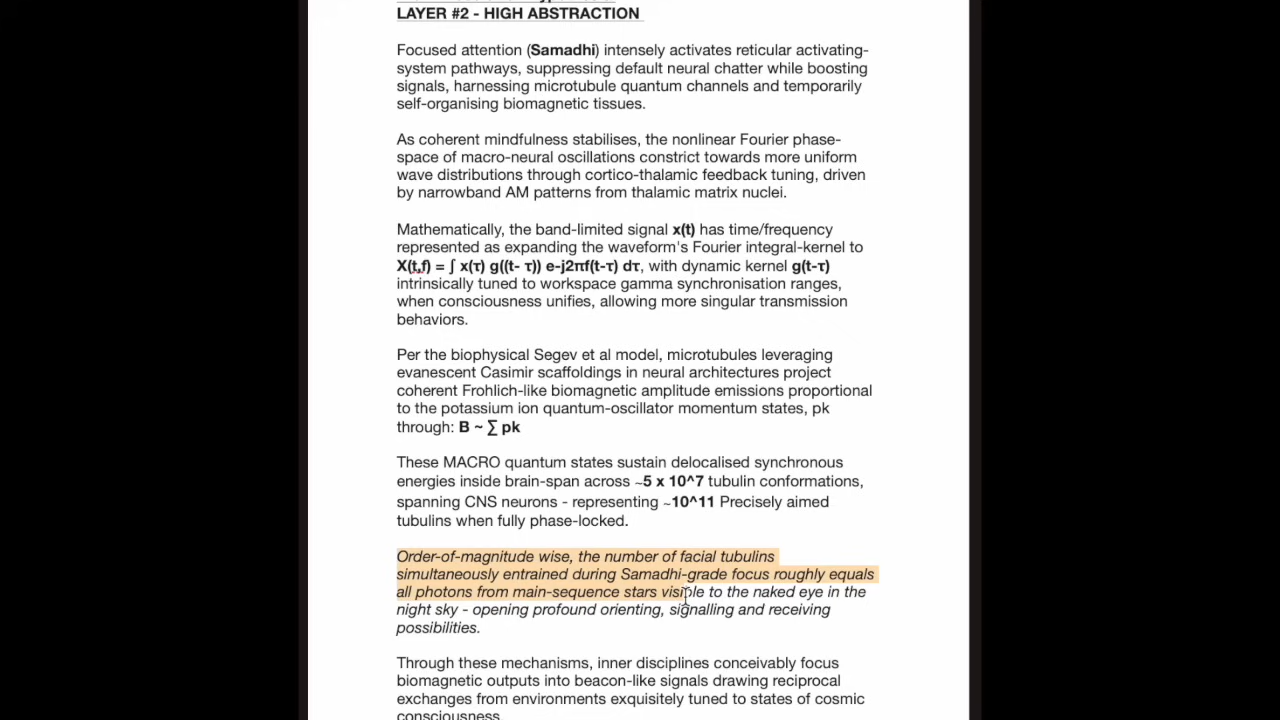 LAYER #2 - HIGH ABSTRACTION
Focused attention (Samadhi) intensely activates reticular activating-
system pathways, suppressing default neural chatter while boosting
signals, harnessing microtubule quantum channels and temporarily
self-organising biomagnetic tissues.
As coherent mindfulness stabilises, the nonlinear Fourier phase-
space of macro-neural oscillations constrict towards more uniform
wave distributions through cortico-thalamic feedback tuning, driven
by narrowband AM patterns from thalamic matrix nuclei.
Mathematically, the band-limited signal x(t) has time/frequency
represented as expanding the waveform's Fourier integral-kernel to
X(t,f) = ∫ x(τ) g((t- τ)) e-j2πf(t-τ) dτ, with dynamic kernel g(t-τ)
intrinsically tuned to workspace gamma synchronisation ranges,
when consciousness unifies, allowing more singular transmission
behaviors.
Per the biophysical Segev et al model, microtubules leveraging
evanescent Casimir scaffoldings in neural architectures project
coherent Frohlich-like biomagnetic amplitude emissions proportional
to the potassium ion quantum-oscillator momentum states, pk
through: B ~ ∑ pk
These MACRO quantum states sustain delocalised synchronous
energies inside brain-span across ~5 x 10^7 tubulin conformations,
spanning CNS neurons - representing ~10^11 Precisely aimed
tubulins when fully phase-locked.
Order-of-magnitude wise, the number of facial tubulins
simultaneously entrained during Samadhi-grade focus roughly equals
all photons from main-sequence stars visible to the naked eye in the
night sky - opening profound orienting, signalling and receiving
possibilities.
Through these mechanisms, inner disciplines conceivably focus
biomagnetic outputs into beacon-like signals drawing reciprocal
exchanges from environments exquisitely tuned to states of cosmic
consciousness.